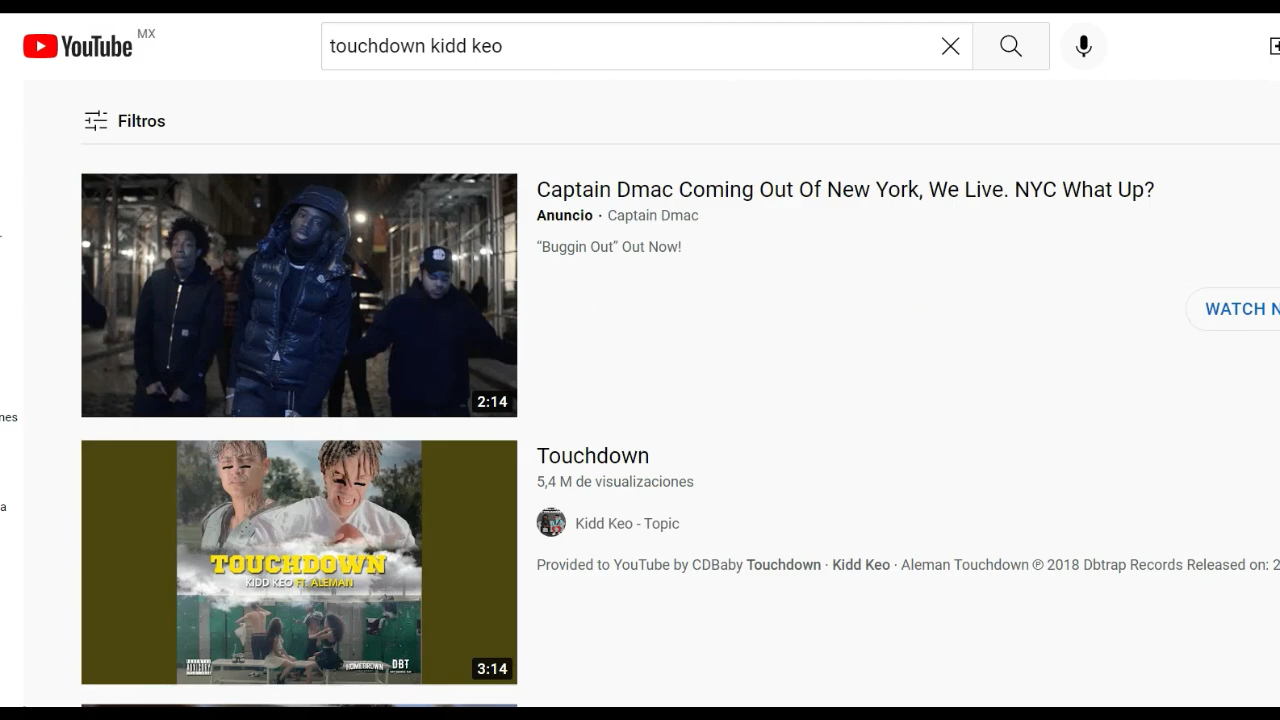 YouTube MX
touchdown kidd keo
Filtros
Captain Dmac Coming Out Of New York, We Live. NYC What Up?
Anuncio · Captain Dmac
“Buggin Out” Out Now!
WATCH N
2:14
nes
Touchdown
5,4 M de visualizaciones
Kidd Keo - Topic
Provided to YouTube by CDBaby Touchdown · Kidd Keo · Aleman Touchdown ℗ 2018 Dbtrap Records Released on: 2
a
TOUCHDOWN
KIDD KEO FT. ALEMAN
HOMEGROWN
DBT
3:14